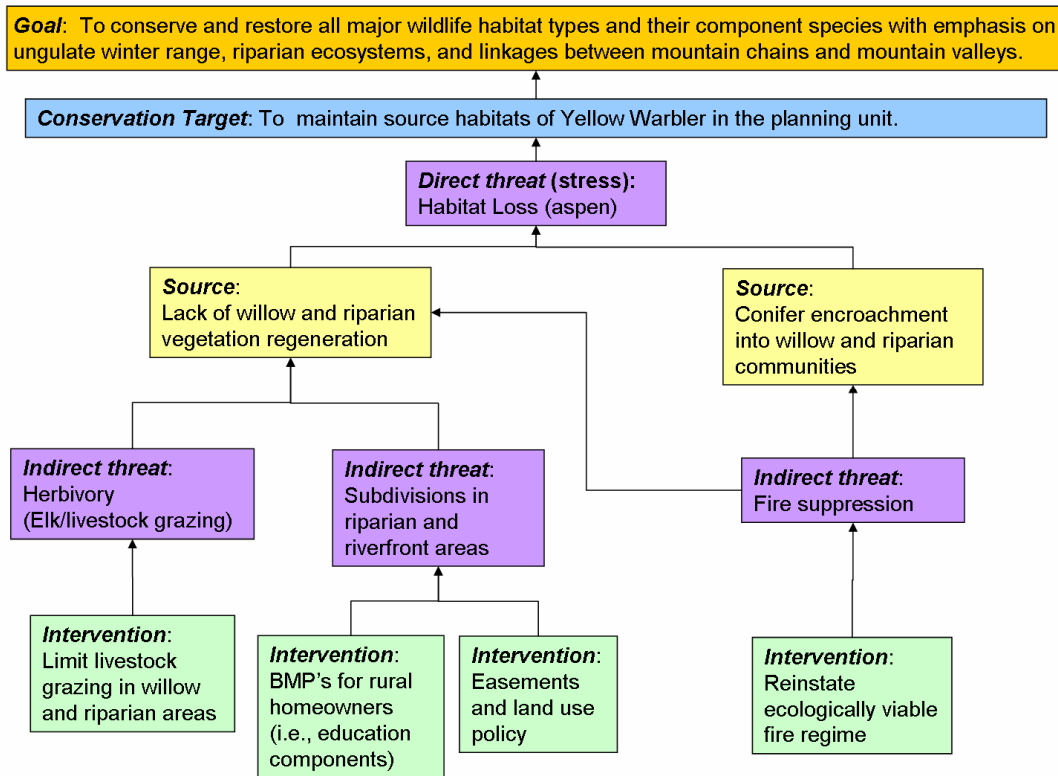 Goal: To conserve and restore all major wildlife habitat types and their component species with emphasis on
ungulate winter range, riparian ecosystems, and linkages between mountain chains and mountain valleys.
Conservation Target: To maintain source habitats of Yellow Warbler in the planning unit.
Direct threat (stress):
Habitat Loss (aspen)
Source:
Lack of willow and riparian
vegetation regeneration
Source:
Conifer encroachment
into willow and riparian
communities
Indirect threat:
Herbivory
(Elk/livestock grazing)
Indirect threat:
Subdivisions in
riparian and
riverfront areas
Indirect threat:
Fire suppression
Intervention:
Limit livestock
grazing in willow
and riparian areas
Intervention:
BMP's for rural
homeowners
(i.e., education
components)
Intervention:
Easements
and land use
policy
Intervention:
Reinstate
ecologically viable
fire regime